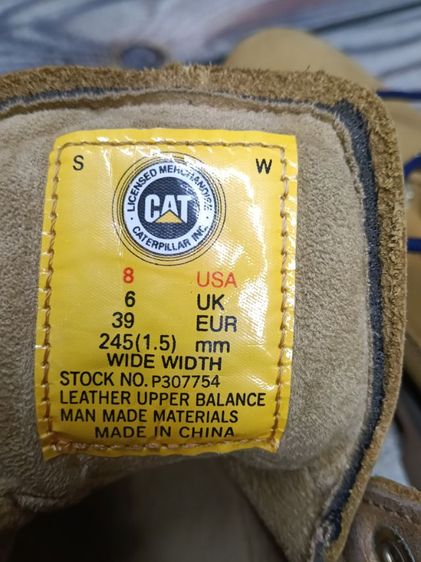 S W
LICENSED MERCHANDISE
CAT
CATERPILLAR INC.
8 USA
6 UK
39 EUR
245(1.5) mm
WIDE WIDTH
STOCK NO. P307754
LEATHER UPPER BALANCE
MAN MADE MATERIALS
MADE IN CHINA